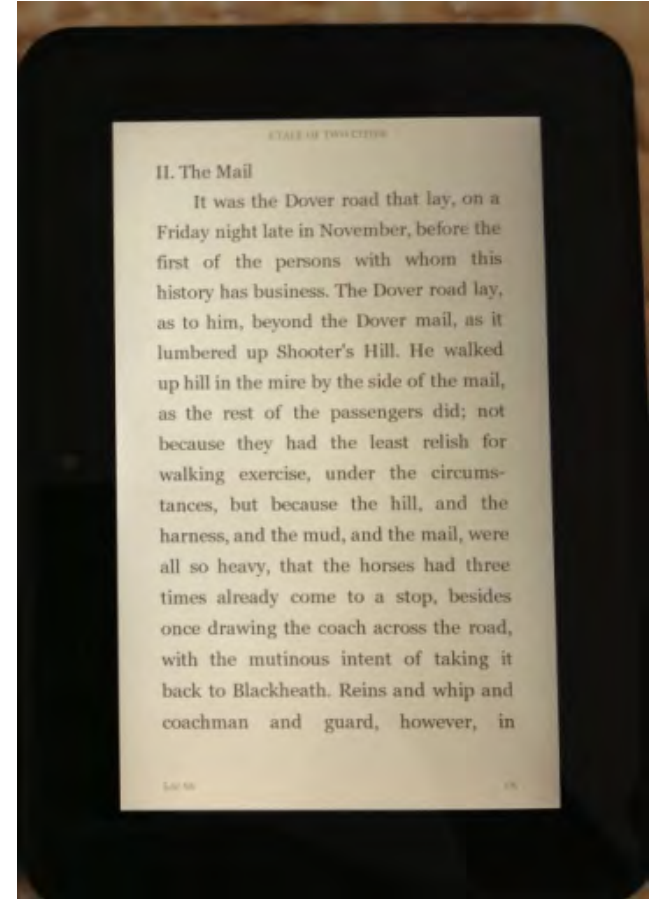 A TALE OF TWO CITIES
II. The Mail
It was the Dover road that lay, on a
Friday night late in November, before the
first of the persons with whom this
history has business. The Dover road lay,
as to him, beyond the Dover mail, as it
lumbered up Shooter's Hill. He walked
up hill in the mire by the side of the mail,
as the rest of the passengers did; not
because they had the least relish for
walking exercise, under the circums-
tances, but because the hill, and the
harness, and the mud, and the mail, were
all so heavy, that the horses had three
times already come to a stop, besides
once drawing the coach across the road,
with the mutinous intent of taking it
back to Blackheath. Reins and whip and
coachman and guard, however, in